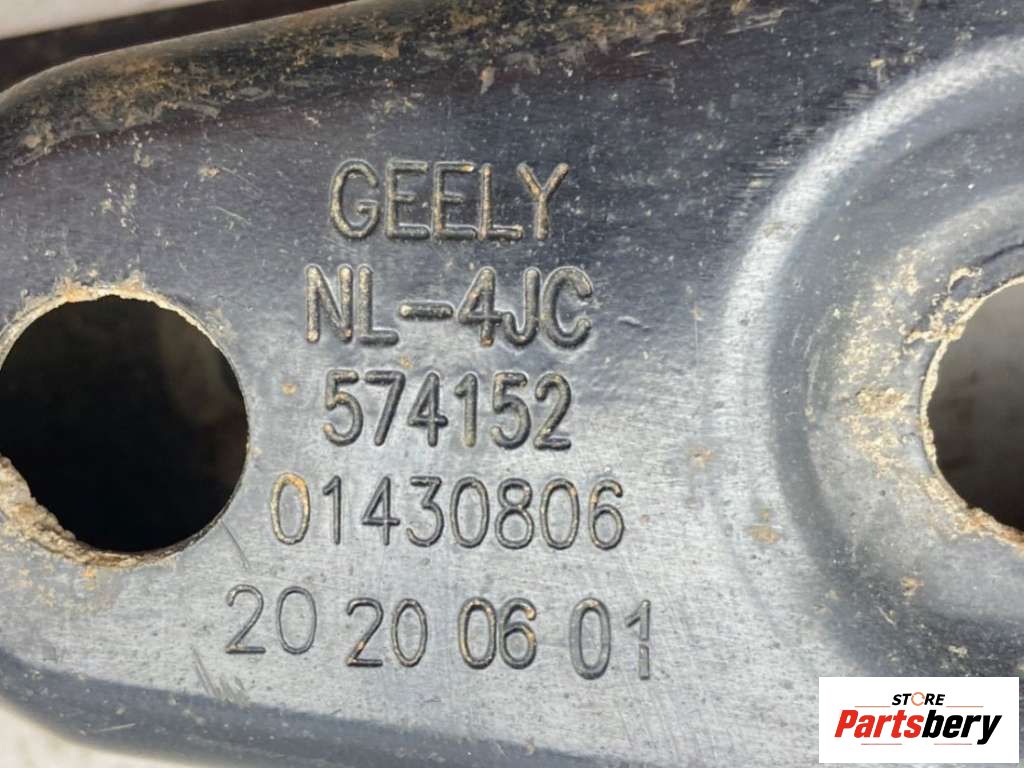 GEELY
NL-4JC
574152
01430806
20 20 06 01
STORE
Partsbery